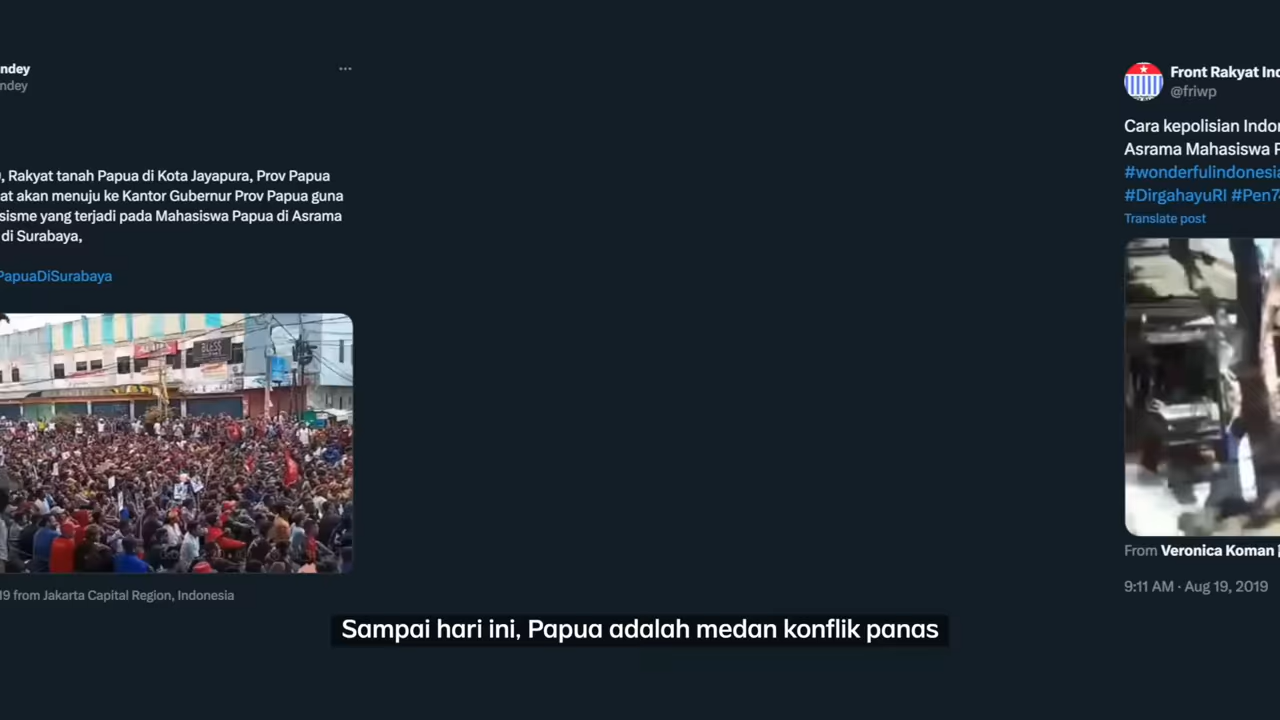 ndey
ndey
, Rakyat tanah Papua di Kota Jayapura, Prov Papua
at akan menuju ke Kantor Gubernur Prov Papua guna
sisme yang terjadi pada Mahasiswa Papua di Asrama
di Surabaya,
PapuaDiSurabaya
BLESS
19 from Jakarta Capital Region, Indonesia
Front Rakyat Ind
@friwp
Cara kepolisian Indo
Asrama Mahasiswa P
#wonderfulindonesia
#DirgahayuRI #Pen7
Translate post
From Veronica Koman
9:11 AM · Aug 19, 2019
Sampai hari ini, Papua adalah medan konflik panas